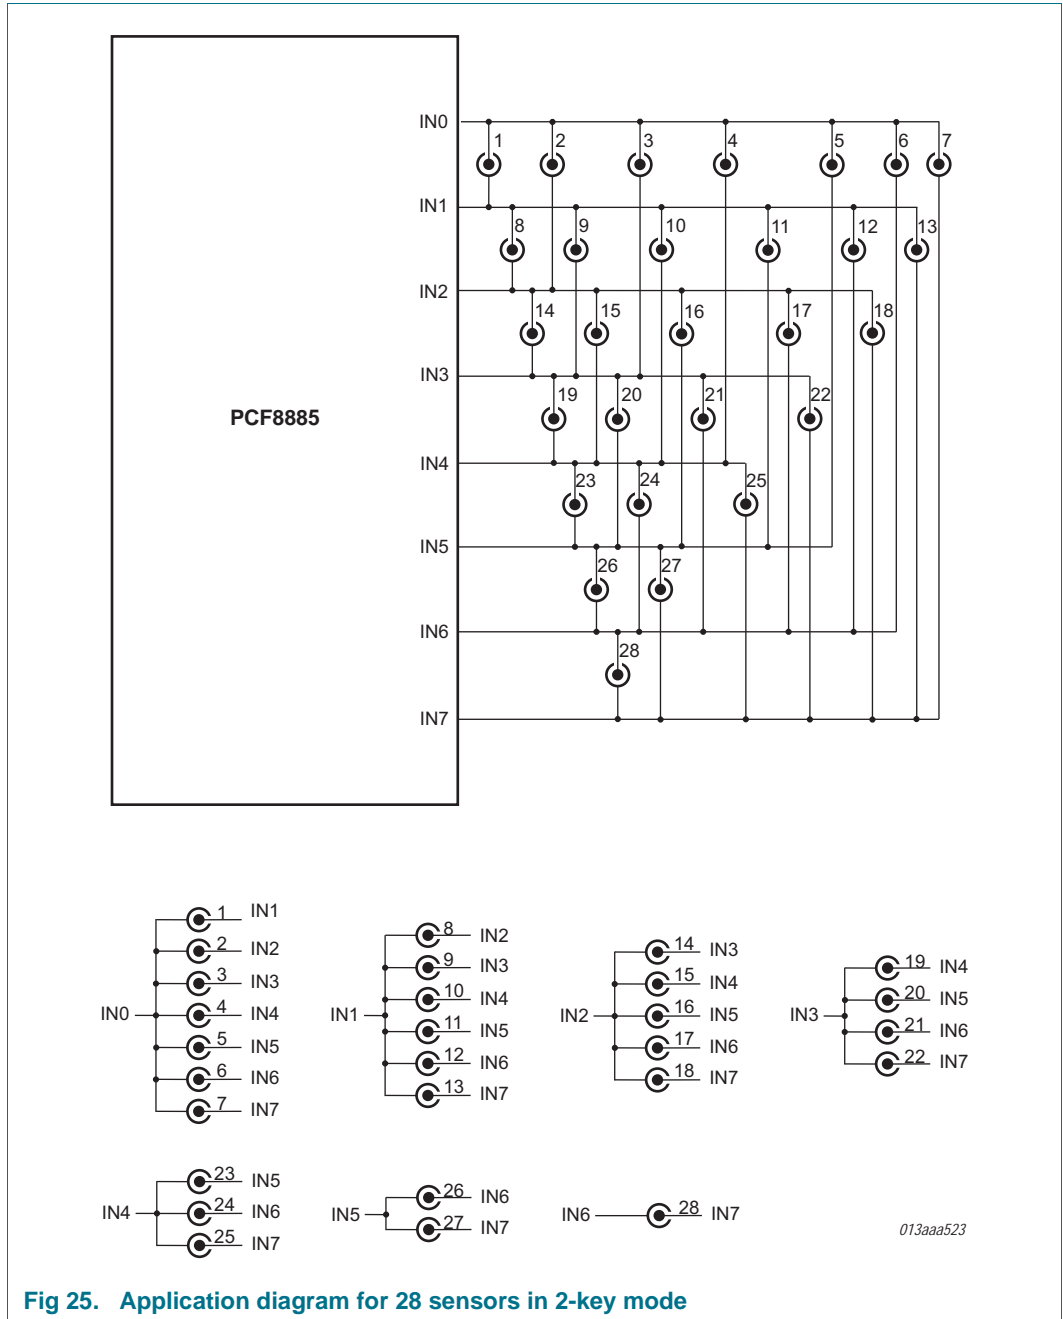 IN0
1 2 3 4 5 6 7
IN1
8 9 10 11 12 13
IN2
14 15 16 17 18
IN3
19 20 21 22
PCF8885
IN4
23 24 25
IN5
26 27
IN6
28
IN7
IN0
1 IN1
2 IN2
3 IN3
4 IN4
5 IN5
6 IN6
7 IN7
IN1
8 IN2
9 IN3
10 IN4
11 IN5
12 IN6
13 IN7
IN2
14 IN3
15 IN4
16 IN5
17 IN6
18 IN7
IN3
19 IN4
20 IN5
21 IN6
22 IN7
IN4
23 IN5
24 IN6
25 IN7
IN5
26 IN6
27 IN7
IN6 28 IN7
013aaa523
Fig 25. Application diagram for 28 sensors in 2-key mode